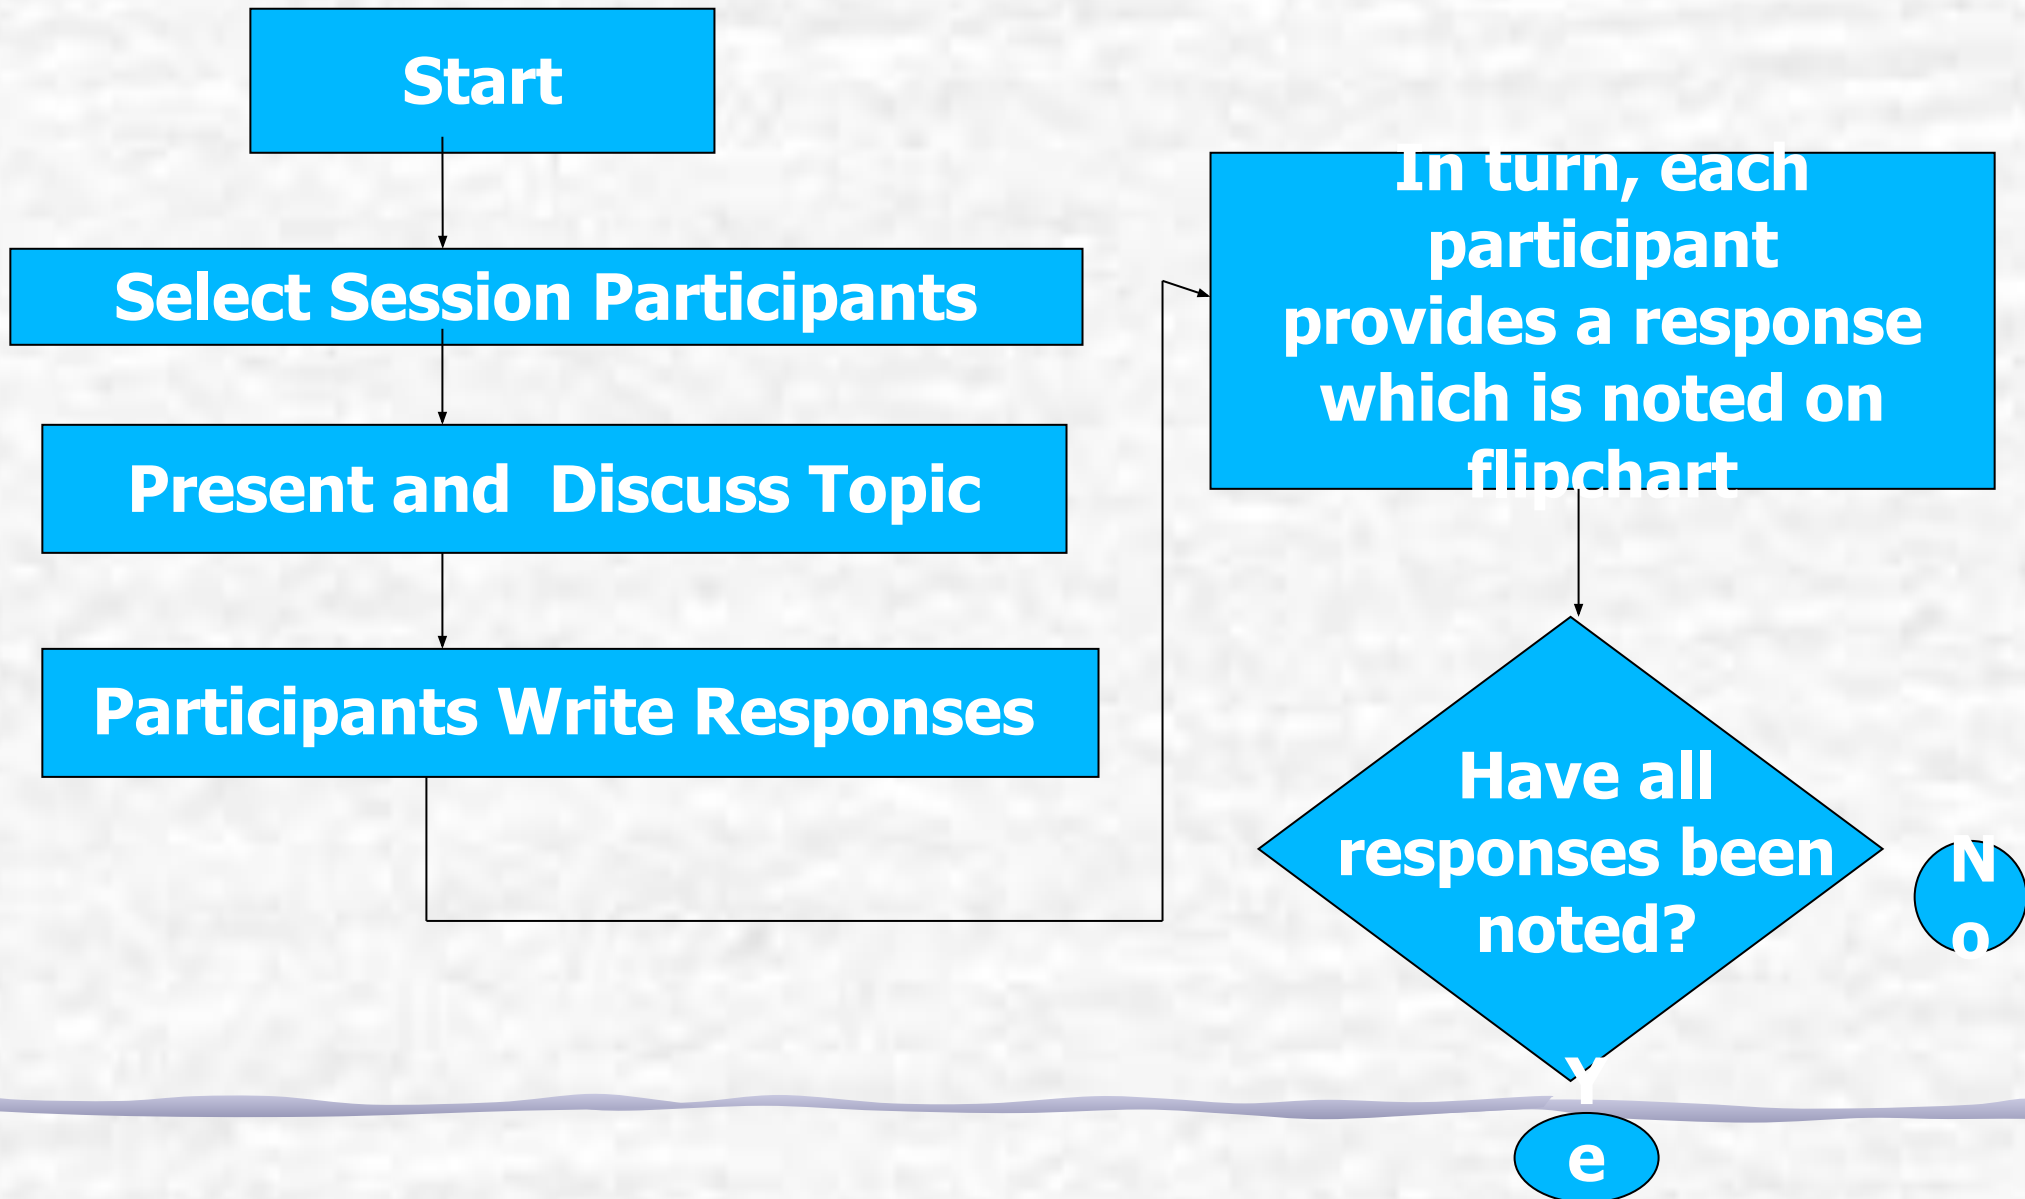 Start
Select Session Participants
Present and  Discuss Topic
Participants Write Responses
In turn, each
participant
provides a response
which is noted on
flipchart
Have all
responses been
noted?
N
o
Y
e